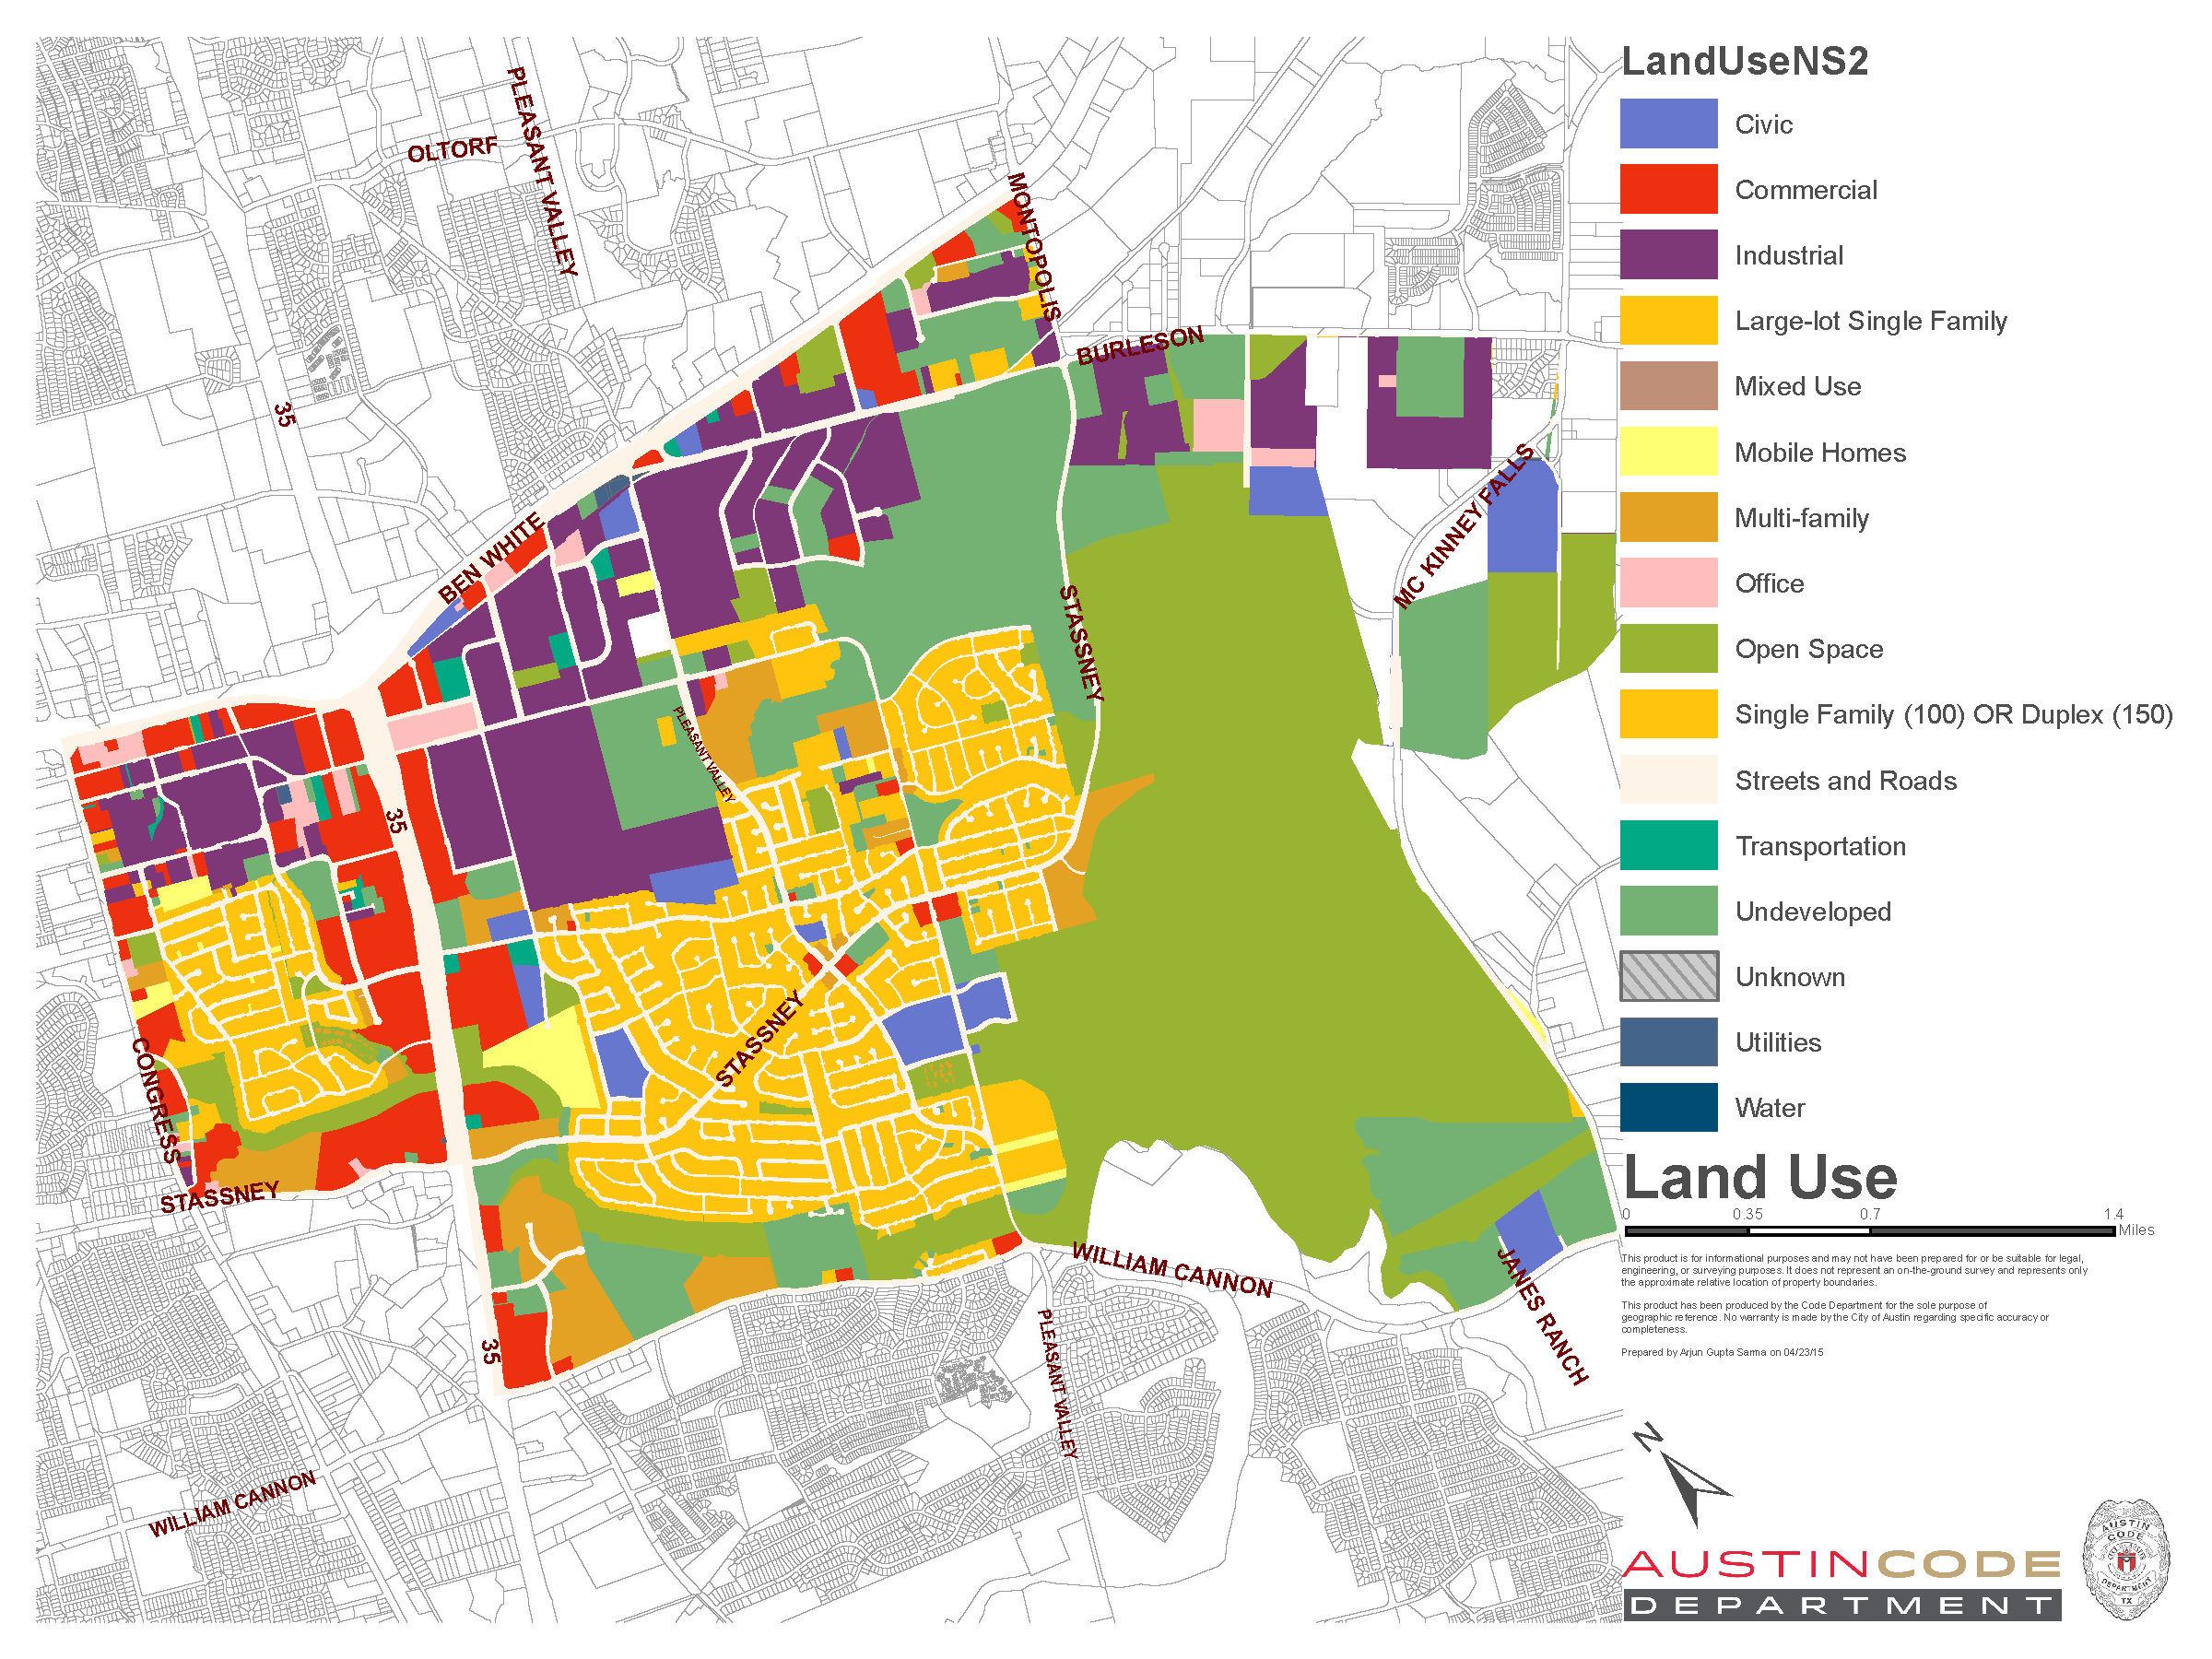 LandUseNS2
Civic
Commercial
Industrial
Large-lot Single Family
Mixed Use
Mobile Homes
Multi-family
Office
Open Space
Single Family (100) OR Duplex (150)
Streets and Roads
Transportation
Undeveloped
Unknown
Utilities
Water
Land Use
0 0.35 0.7 1.4
Miles
This product is for informational purposes and may not have been prepared for or be suitable for legal,
engineering, or surveying purposes. It does not represent an on-the-ground survey and represents only
the approximate relative location of property boundaries.
This product has been produced by the Code Department for the sole purpose of
geographic reference. No warranty is made by the City of Austin regarding specific accuracy or
completeness.
Prepared by Arjun Gupta Sarma on 04/23/15
N
AUSTINCODE
DEPARTMENT
AUSTIN
CODE
DEPARTMENT
TX
PLEASANT VALLEY
OLTORF
MONTOPOLIS
BURLESON
35
MC KINNEY FALLS
BEN WHITE
STASSNEY
PLEASANT VALLEY
35
STASSNEY
CONGRESS
STASSNEY
WILLIAM CANNON
JANES RANCH
35
PLEASANT VALLEY
WILLIAM CANNON